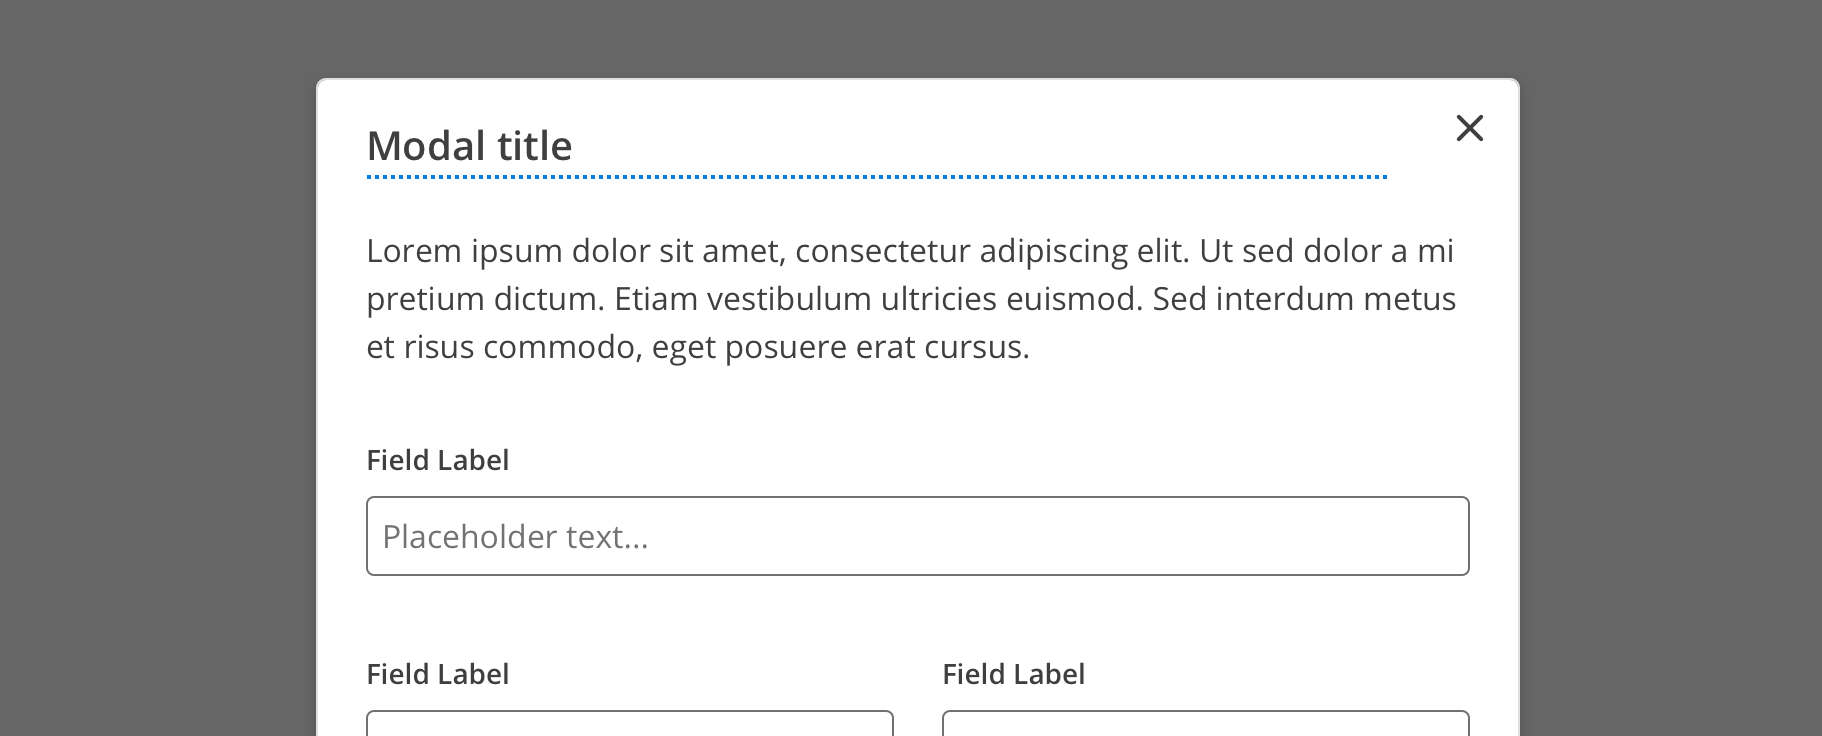 Modal title
Lorem ipsum dolor sit amet, consectetur adipiscing elit. Ut sed dolor a mi
pretium dictum. Etiam vestibulum ultricies euismod. Sed interdum metus
et risus commodo, eget posuere erat cursus.
Field Label
Placeholder text...
Field Label
Field Label